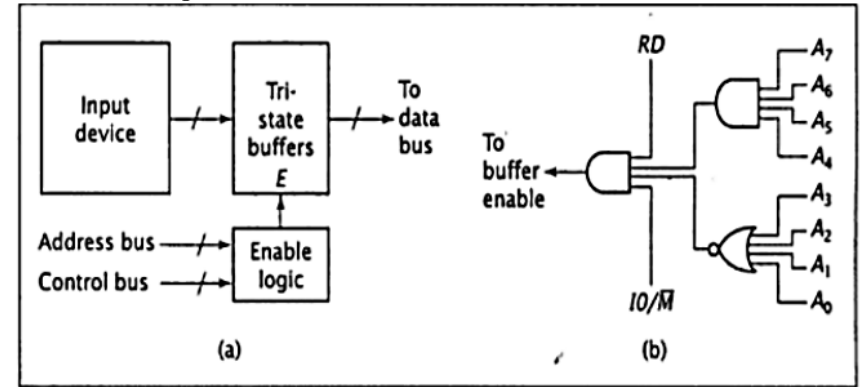 Input
device
Tri-
state
buffers
E
To
data
bus
Address bus
Control bus
Enable
logic
(a)
RD
To
buffer
enable
IO/M̅
A₇
A₆
A₅
A₄
A₃
A₂
A₁
A₀
(b)